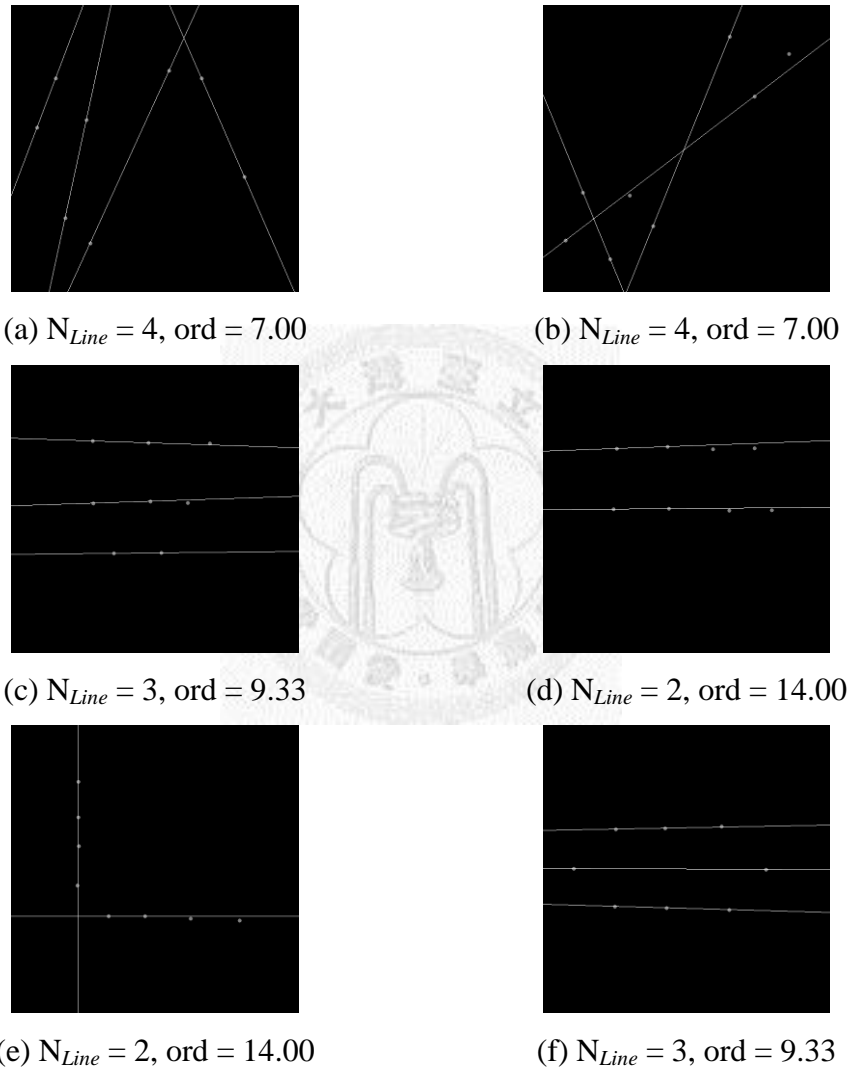 (a) N_Line = 4, ord = 7.00
(b) N_Line = 4, ord = 7.00
(c) N_Line = 3, ord = 9.33
(d) N_Line = 2, ord = 14.00
(e) N_Line = 2, ord = 14.00
(f) N_Line = 3, ord = 9.33